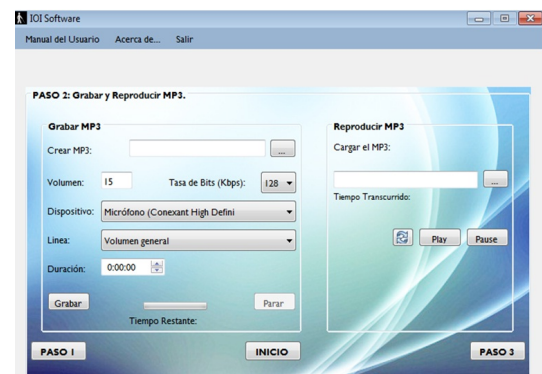 IOI Software
Manual del Usuario Acerca de... Salir
PASO 2: Grabar y Reproducir MP3.
Grabar MP3
Crear MP3: ...
Volumen: 15 Tasa de Bits (Kbps): 128
Dispositivo: Micrófono (Conexant High Defini
Linea: Volumen general
Duración: 0:00:00
Grabar Parar
Tiempo Restante:
Reproducir MP3
Cargar el MP3:
...
Tiempo Transcurrido:
Play Pause
PASO 1 INICIO PASO 3